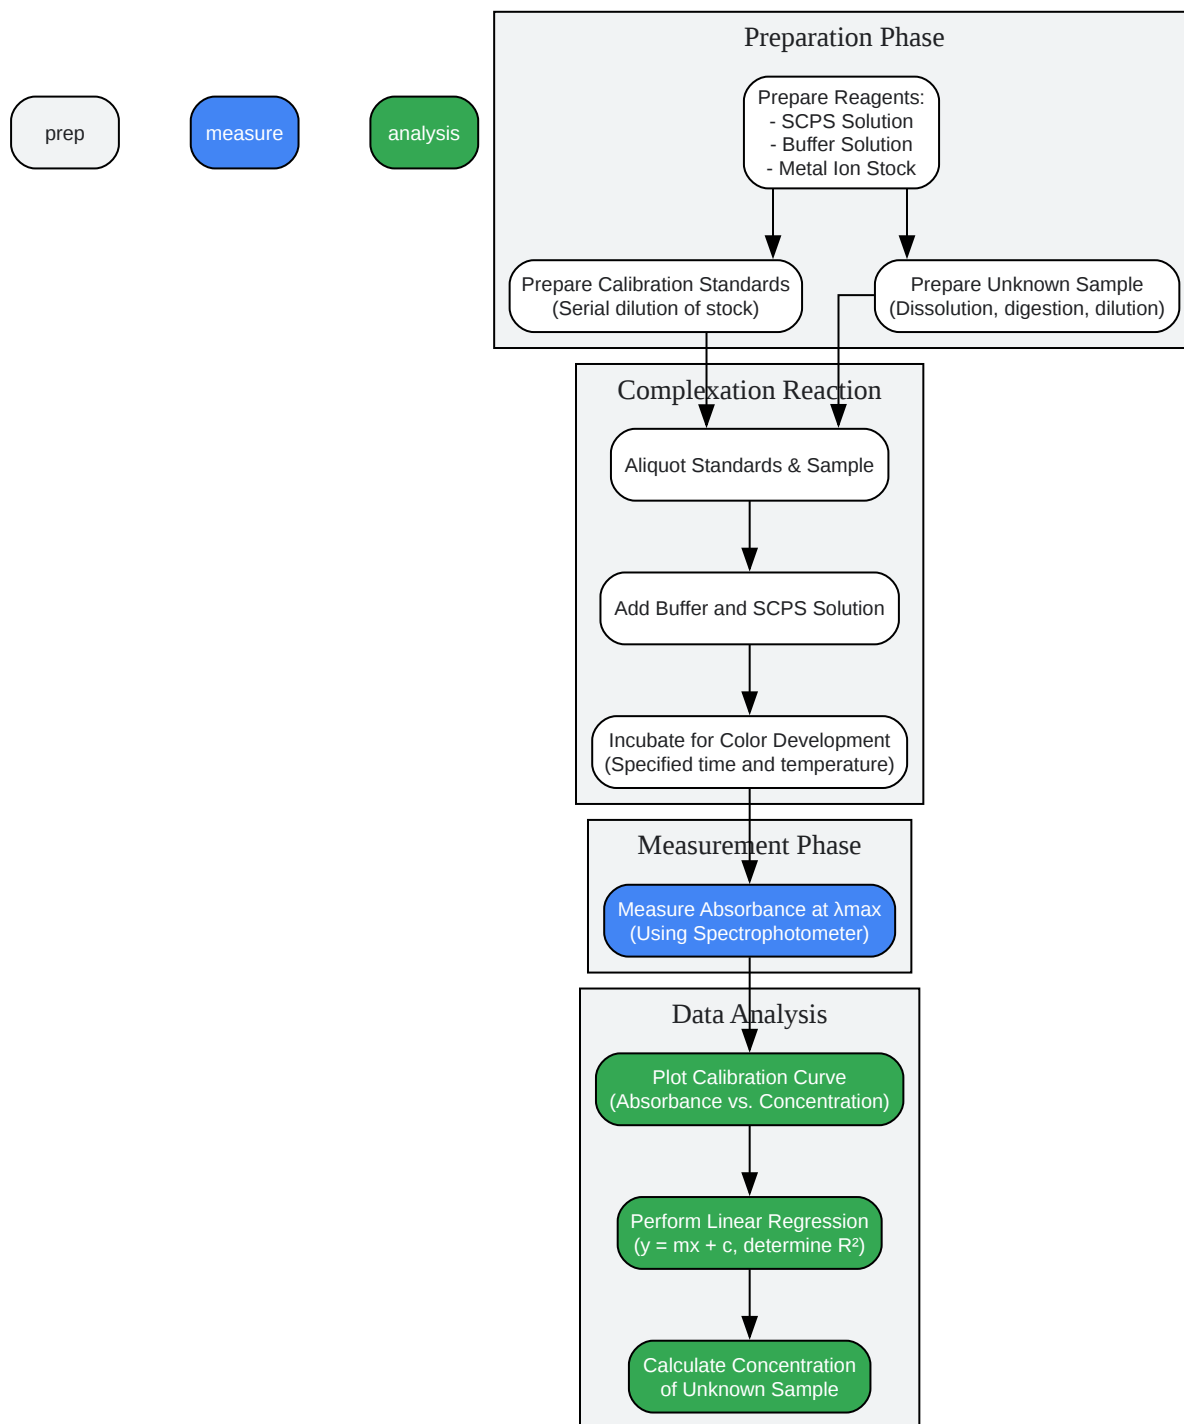 Preparation Phase
prep
measure
analysis
Prepare Reagents:
- SCPS Solution
- Buffer Solution
- Metal Ion Stock
Prepare Calibration Standards
(Serial dilution of stock)
Prepare Unknown Sample
(Dissolution, digestion, dilution)
Complexation Reaction
Aliquot Standards & Sample
Add Buffer and SCPS Solution
Incubate for Color Development
(Specified time and temperature)
Measurement Phase
Measure Absorbance at λmax
(Using Spectrophotometer)
Data Analysis
Plot Calibration Curve
(Absorbance vs. Concentration)
Perform Linear Regression
(y = mx + c, determine R²)
Calculate Concentration
of Unknown Sample